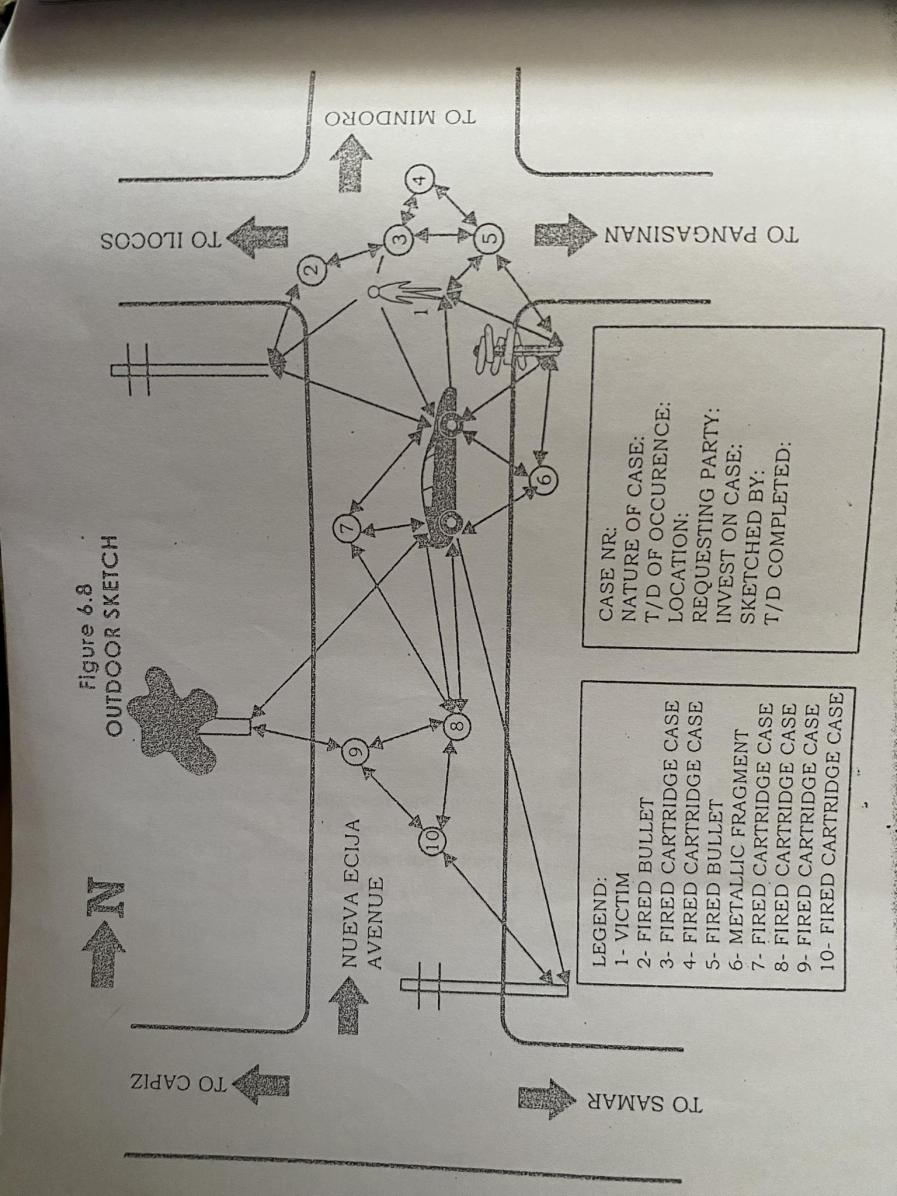 Figure 6.8
OUTDOOR SKETCH
N
TO CAPIZ
TO ILOCOS
NUEVA ECIJA
AVENUE
TO MINDORO
TO SAMAR
TO PANGASINAN
1
2
3
4
5
6
7
8
9
10
LEGEND:
1- VICTIM
2- FIRED BULLET
3- FIRED CARTRIDGE CASE
4- FIRED CARTRIDGE CASE
5- FIRED BULLET
6- METALLIC FRAGMENT
7- FIRED CARTRIDGE CASE
8- FIRED CARTRIDGE CASE
9- FIRED CARTRIDGE CASE
10- FIRED CARTRIDGE CASE
CASE NR:
NATURE OF CASE:
T/D OF OCCURENCE:
LOCATION:
REQUESTING PARTY:
INVEST ON CASE:
SKETCHED BY:
T/D COMPLETED: